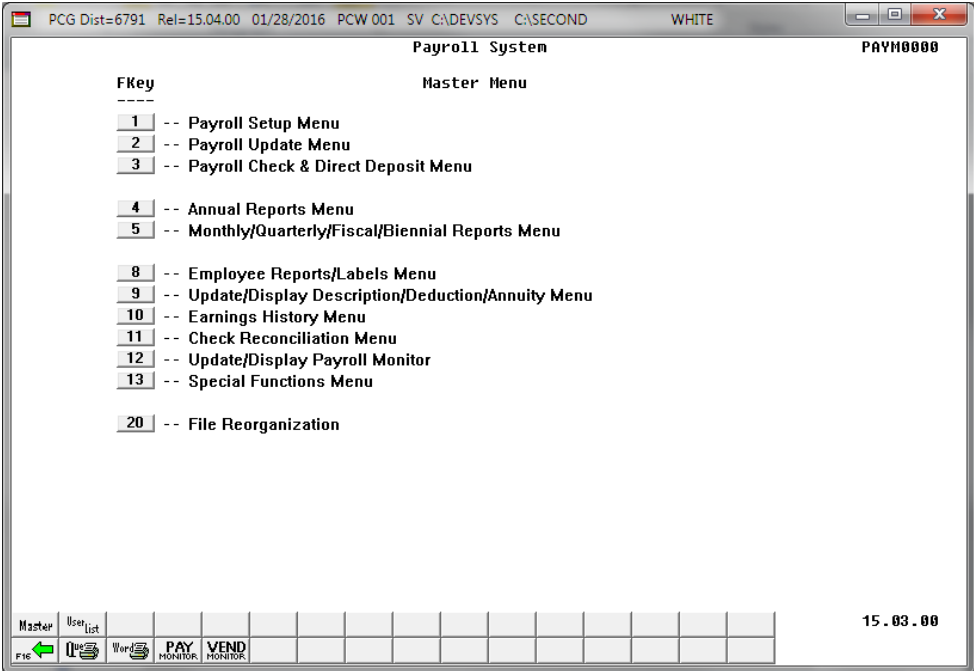 PCG Dist=6791 Rel=15.04.00 01/28/2016 PCW 001 SV C:\DEVSYS C:\SECOND WHITE
Payroll System PAYM0000
FKey Master Menu
----
1 -- Payroll Setup Menu
2 -- Payroll Update Menu
3 -- Payroll Check & Direct Deposit Menu
4 -- Annual Reports Menu
5 -- Monthly/Quarterly/Fiscal/Biennial Reports Menu
8 -- Employee Reports/Labels Menu
9 -- Update/Display Description/Deduction/Annuity Menu
10 -- Earnings History Menu
11 -- Check Reconciliation Menu
12 -- Update/Display Payroll Monitor
13 -- Special Functions Menu
20 -- File Reorganization
Master User List 15.03.00
F16 Que Word PAY MONITOR VEND MONITOR